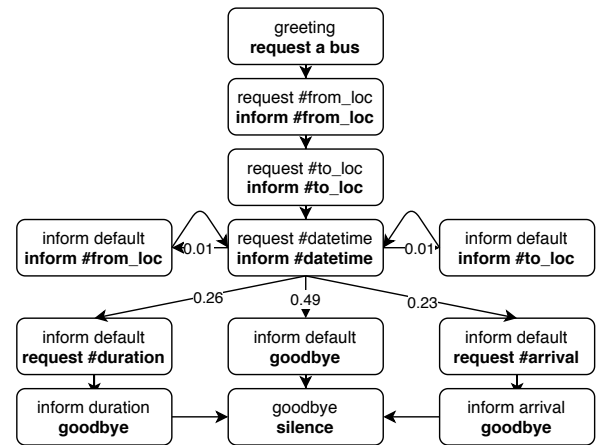 greeting
request a bus
request #from_loc
inform #from_loc
request #to_loc
inform #to_loc
inform default
inform #from_loc
0.01
request #datetime
inform #datetime
0.01
inform default
inform #to_loc
0.26
0.49
0.23
inform default
request #duration
inform default
goodbye
inform default
request #arrival
inform duration
goodbye
goodbye
silence
inform arrival
goodbye